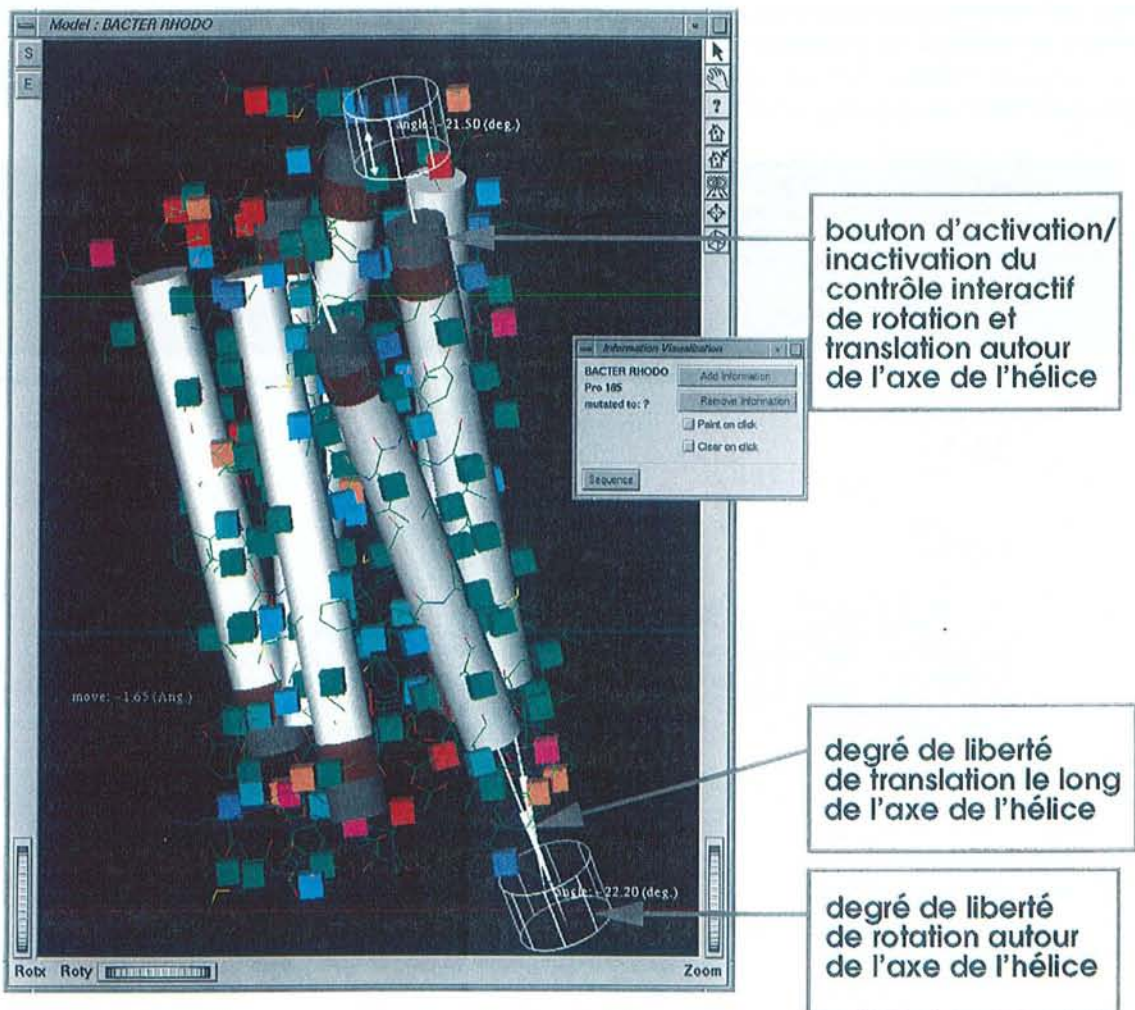 Model : BACTER RHODO
S
E
?
angle: -21.50 (deg.)
bouton d'activation/
inactivation du
contrôle interactif
de rotation et
translation autour
de l'axe de l'hélice
Information Visualization
BACTER RHODO
Pro 185
mutated to: ?
Add Information
Remove Information
Paint on click
Clear on click
Sequence
move: -1.65 (Ang.)
degré de liberté
de translation le long
de l'axe de l'hélice
angle: -22.20 (deg.)
degré de liberté
de rotation autour
de l'axe de l'hélice
Rotx Roty
Zoom